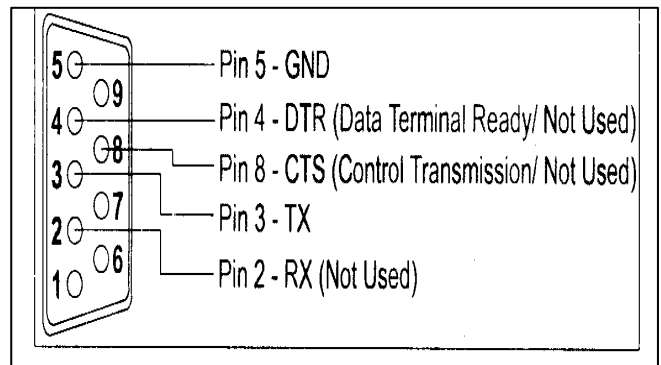 5 Pin 5 - GND
9
4 Pin 4 - DTR (Data Terminal Ready/ Not Used)
8 Pin 8 - CTS (Control Transmission/ Not Used)
3 Pin 3 - TX
7
2 Pin 2 - RX (Not Used)
6
1